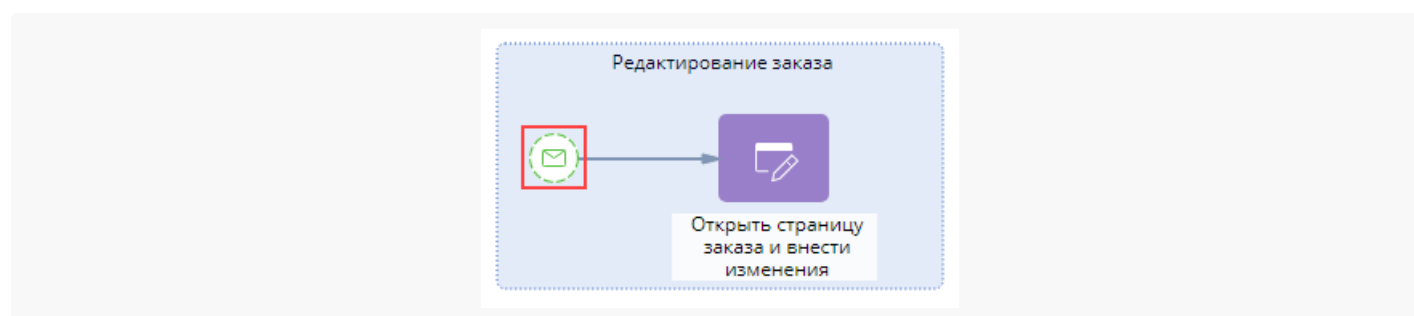 Редактирование заказа
Открыть страницу
заказа и внести
изменения